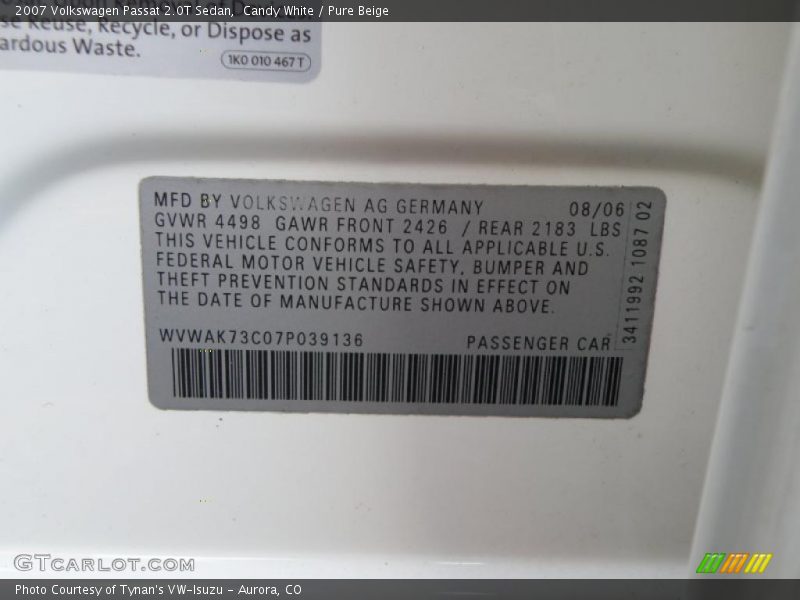 2007 Volkswagen Passat 2.0T Sedan, Candy White / Pure Beige
se Reuse, Recycle, or Dispose as
ardous Waste.
1K0 010 467 T
MFD BY VOLKSWAGEN AG GERMANY 08/06
GVWR 4498 GAWR FRONT 2426 / REAR 2183 LBS
THIS VEHICLE CONFORMS TO ALL APPLICABLE U.S.
FEDERAL MOTOR VEHICLE SAFETY, BUMPER AND
THEFT PREVENTION STANDARDS IN EFFECT ON
THE DATE OF MANUFACTURE SHOWN ABOVE.
WVWAK73C07P039136 PASSENGER CAR
3411992 1087 02
GTCARLOT.COM
Photo Courtesy of Tynan's VW-Isuzu - Aurora, CO